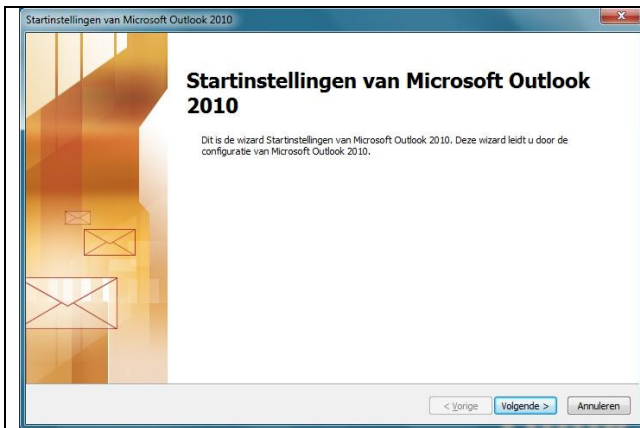 Startinstellingen van Microsoft Outlook 2010
Startinstellingen van Microsoft Outlook
2010
Dit is de wizard Startinstellingen van Microsoft Outlook 2010. Deze wizard leidt u door de
configuratie van Microsoft Outlook 2010.
< Vorige
Volgende >
Annuleren